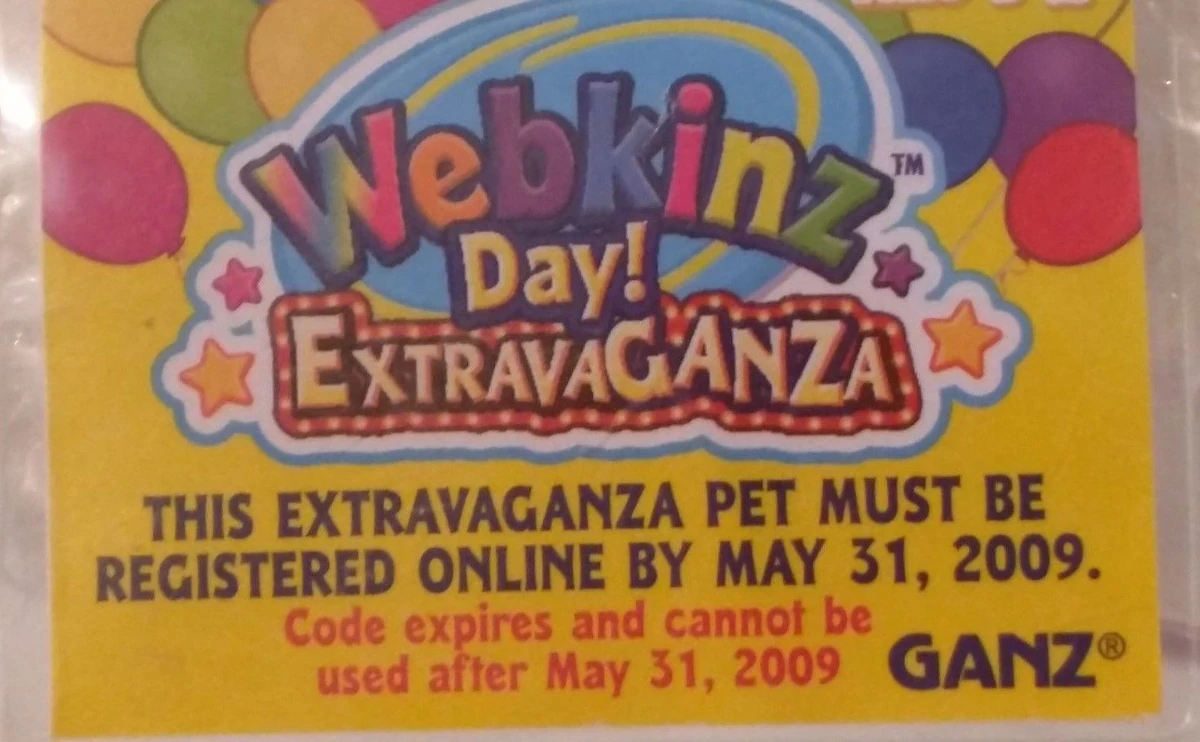 Webkinz™
Day!
EXTRAVAGANZA
THIS EXTRAVAGANZA PET MUST BE
REGISTERED ONLINE BY MAY 31, 2009.
Code expires and cannot be
used after May 31, 2009
GANZ®